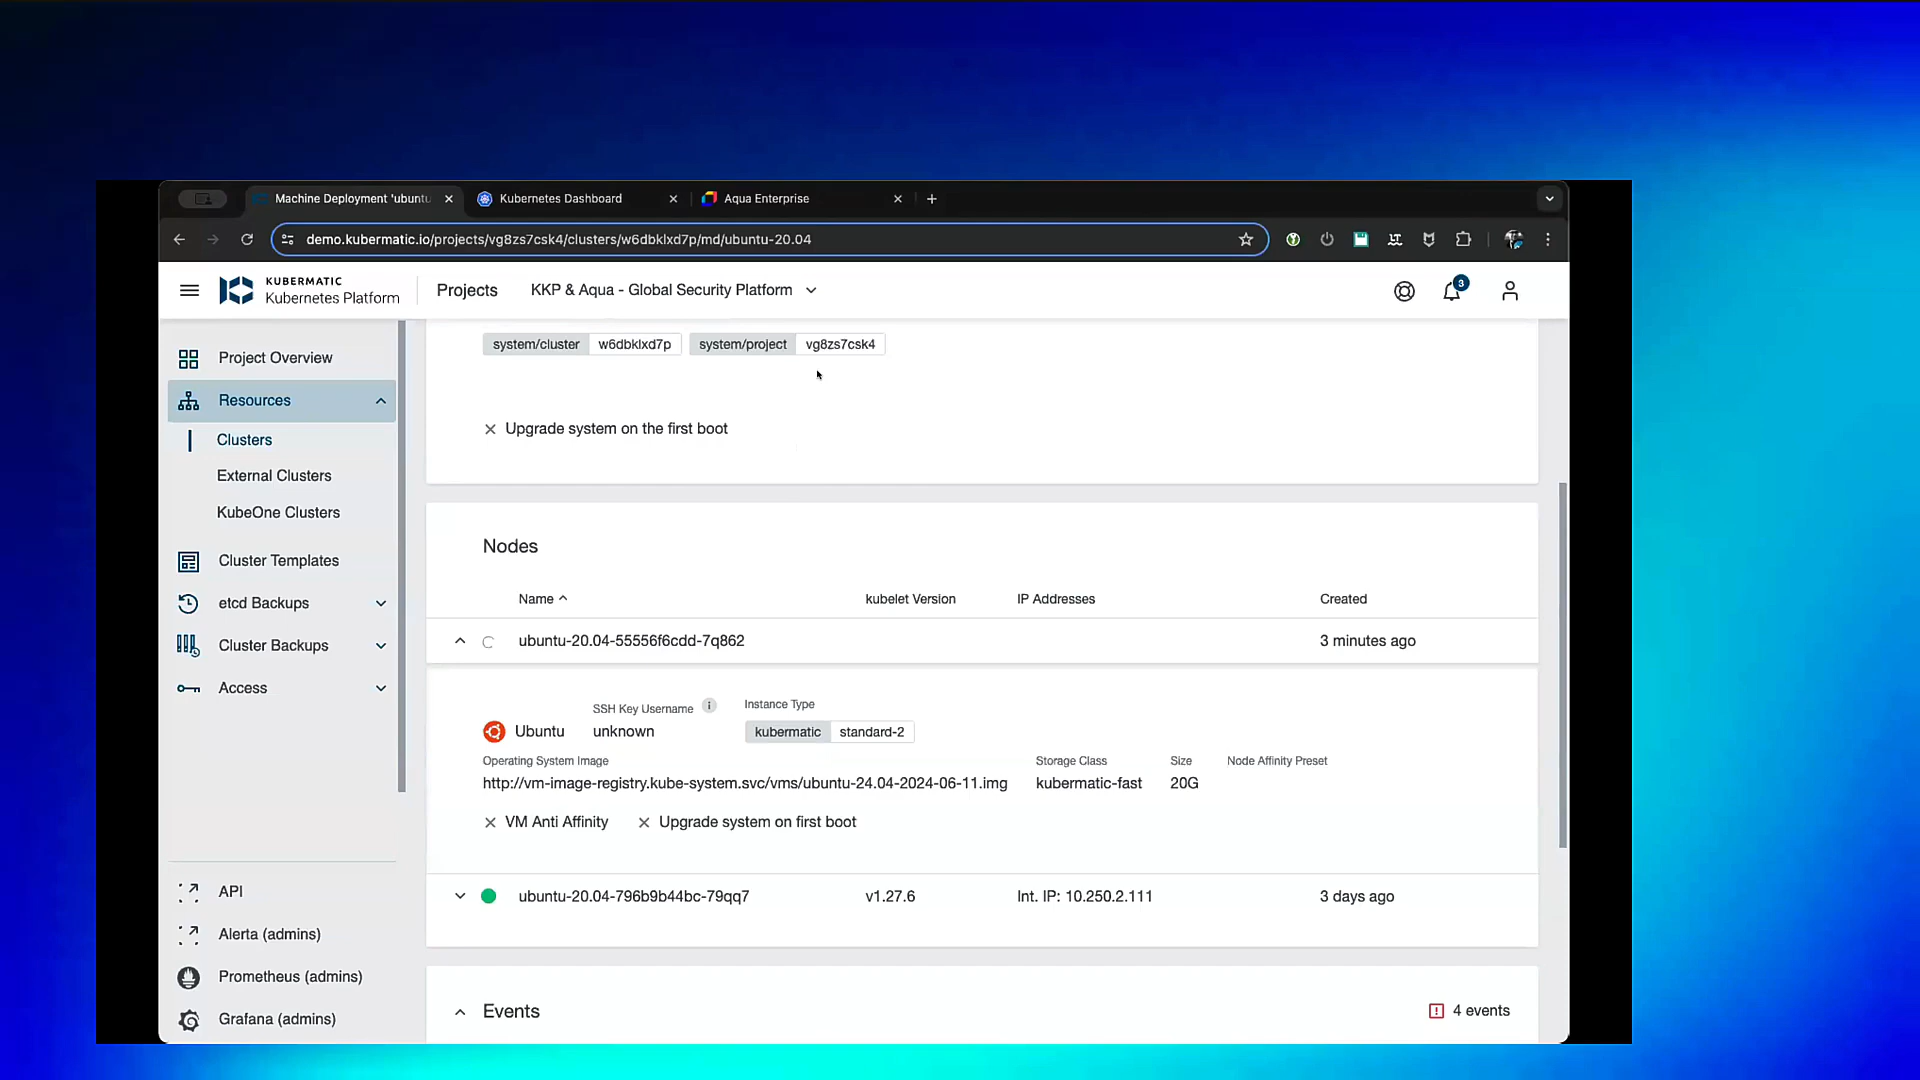 Machine Deployment 'ubuntu
Kubernetes Dashboard
Aqua Enterprise
demo.kubermatic.io/projects/vg8zs7csk4/clusters/w6dbklxd7p/md/ubuntu-20.04
KUBERMATIC
Kubernetes Platform
Projects
KKP & Aqua - Global Security Platform
3
Project Overview
Resources
Clusters
External Clusters
KubeOne Clusters
Cluster Templates
etcd Backups
Cluster Backups
Access
API
Alerta (admins)
Prometheus (admins)
Grafana (admins)
system/cluster w6dbklxd7p system/project vg8zs7csk4
Upgrade system on the first boot
Nodes
Name kubelet Version IP Addresses Created
ubuntu-20.04-55556f6cdd-7q862 3 minutes ago
SSH Key Username i Instance Type
Ubuntu unknown kubermatic standard-2
Operating System Image Storage Class Size Node Affinity Preset
http://vm-image-registry.kube-system.svc/vms/ubuntu-24.04-2024-06-11.img kubermatic-fast 20G
VM Anti Affinity Upgrade system on first boot
ubuntu-20.04-796b9b44bc-79qq7 v1.27.6 Int. IP: 10.250.2.111 3 days ago
Events 4 events